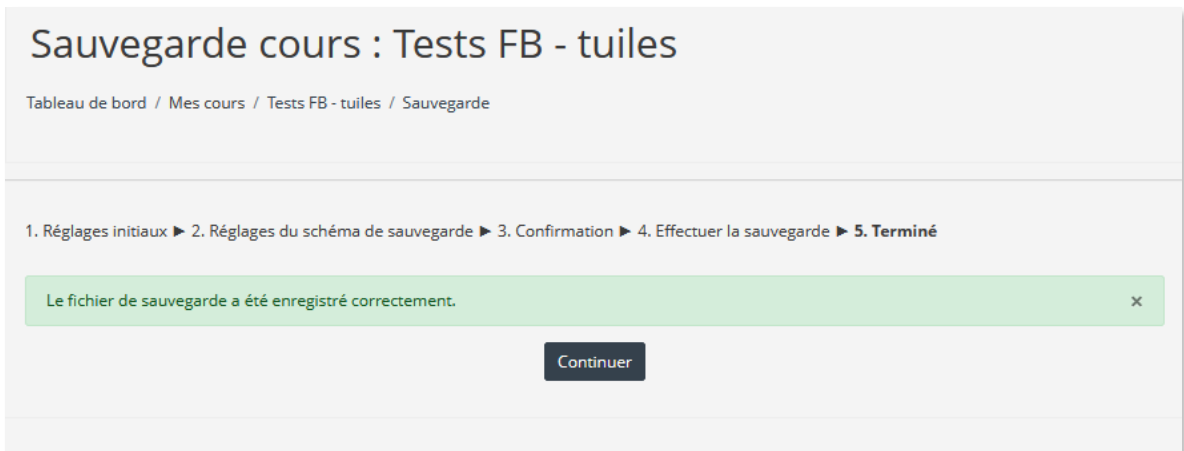 Sauvegarde cours : Tests FB - tuiles
Tableau de bord / Mes cours / Tests FB - tuiles / Sauvegarde
1. Réglages initiaux ► 2. Réglages du schéma de sauvegarde ► 3. Confirmation ► 4. Effectuer la sauvegarde ► 5. Terminé
Le fichier de sauvegarde a été enregistré correctement. ×
Continuer